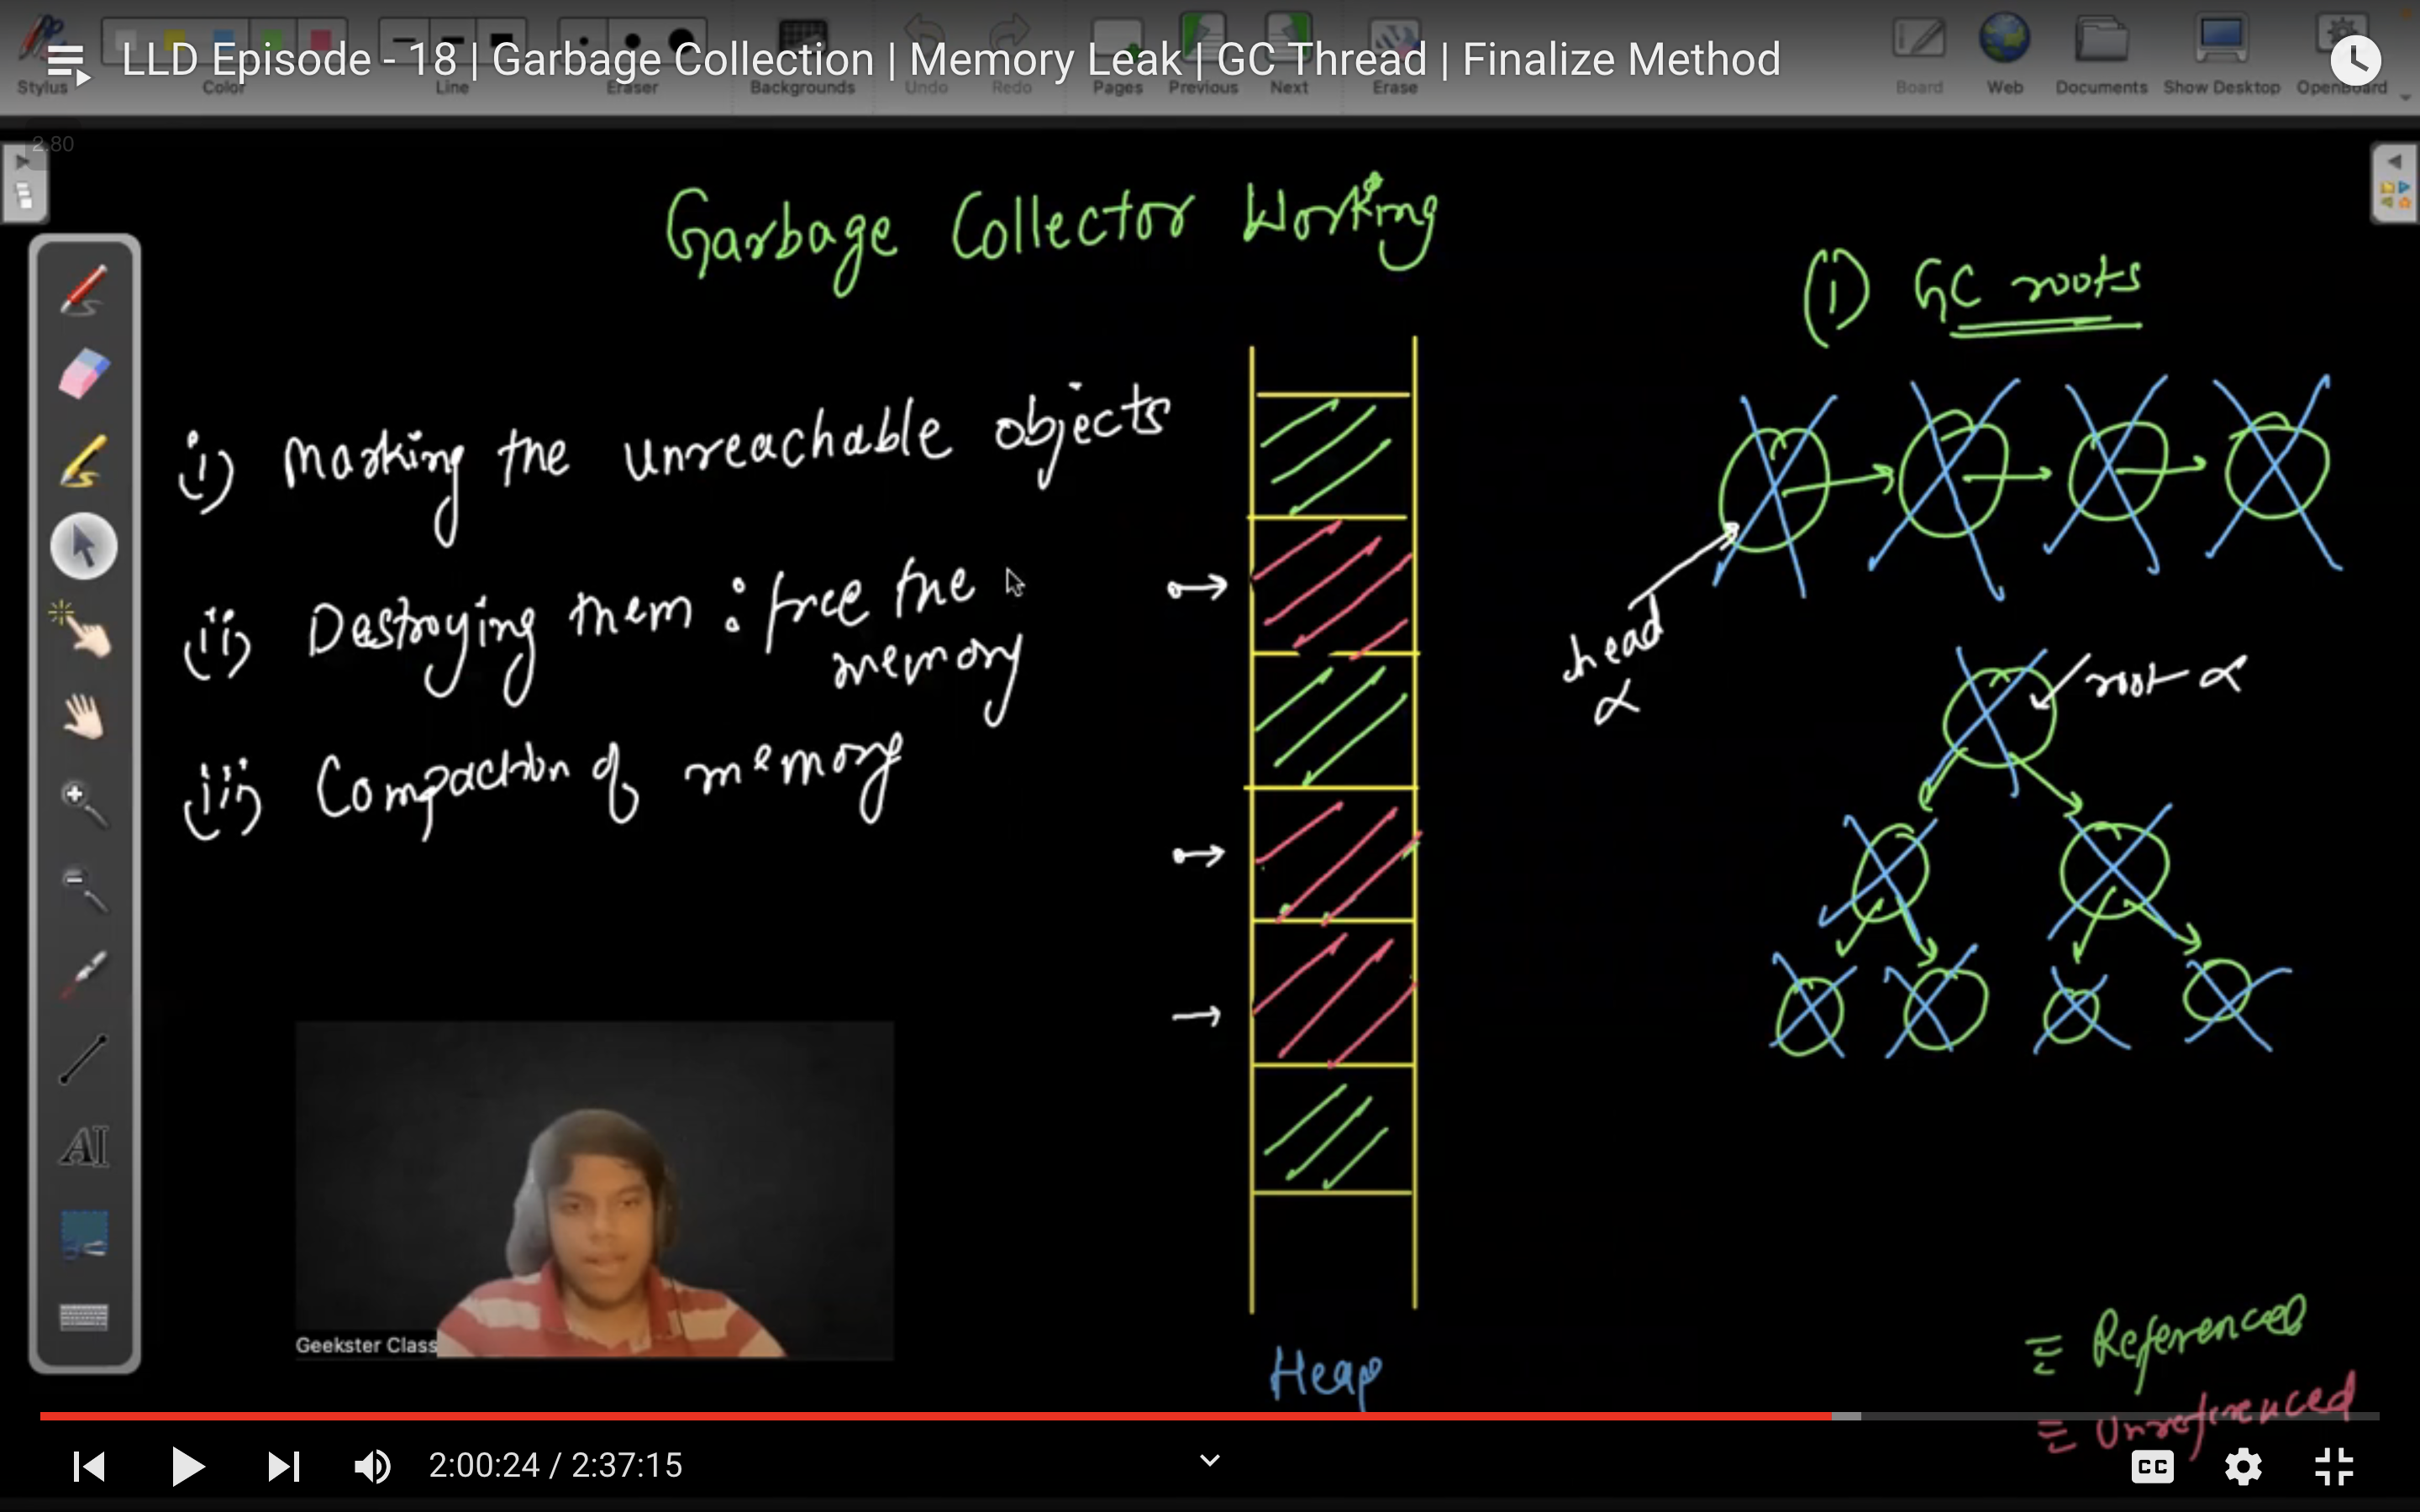 LLD Episode - 18 | Garbage Collection | Memory Leak | GC Thread | Finalize Method
Stylus Color Line Eraser Backgrounds Undo Redo Pages Previous Next Erase Board Web Documents Show Desktop OpenBoard
2.80
Garbage Collector Working
(1) GC roots
(i) Marking the unreachable objects
(ii) Destroying them : free the
memory
head
root
(iii) Compaction of memory
AI
Geekster Class
Referenced
Heap
Unreferenced
2:00:24 / 2:37:15
CC